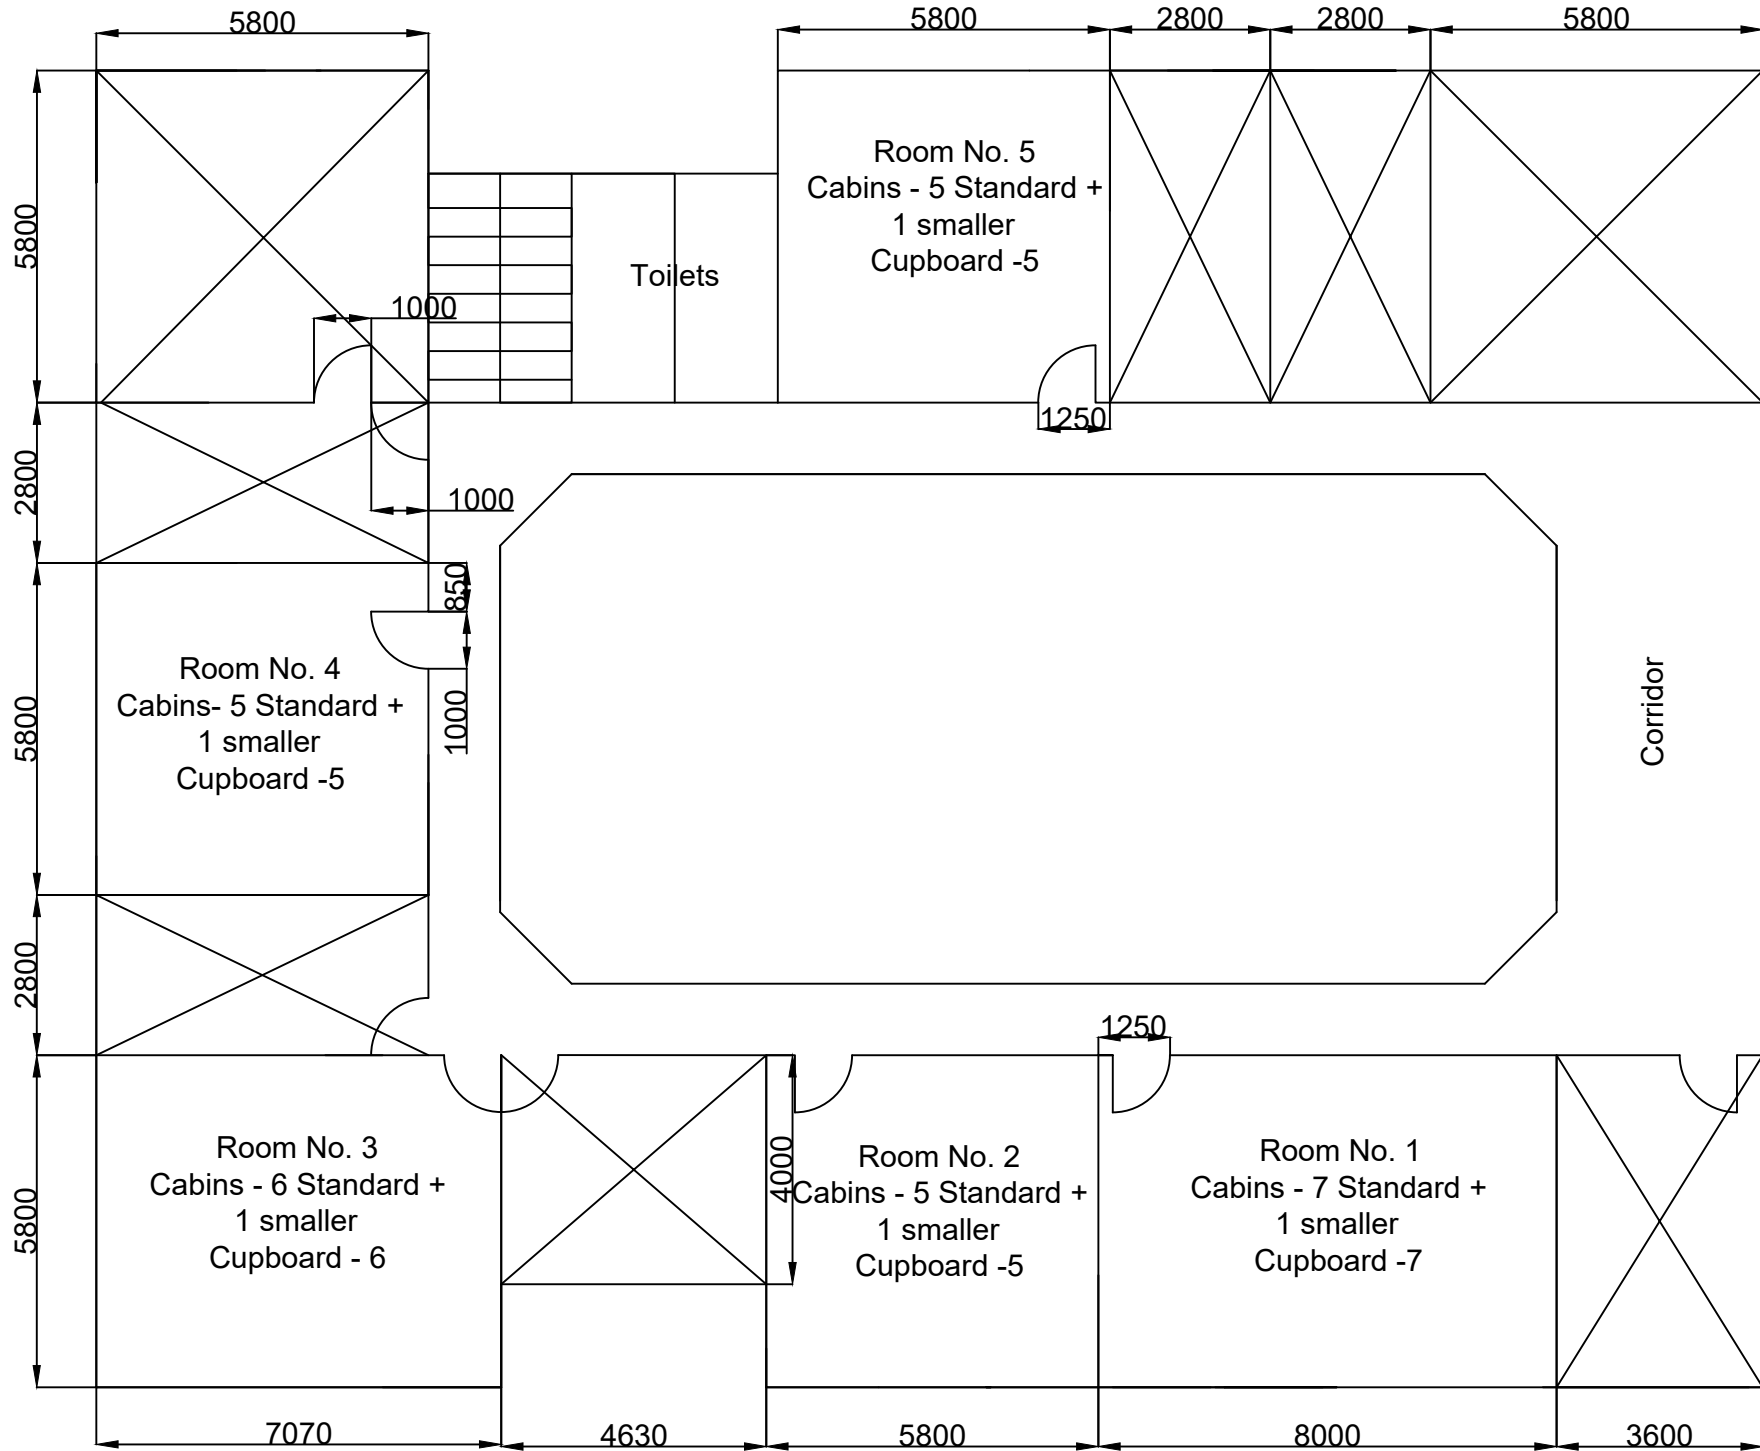 5800
5800
2800
2800
5800
Room No. 5
Cabins - 5 Standard +
1 smaller
Cupboard -5
5800
Toilets
1000
1250
2800
1000
850
Room No. 4
Cabins- 5 Standard +
1 smaller
Cupboard -5
5800
1000
Corridor
2800
1250
Room No. 3
Cabins - 6 Standard +
1 smaller
Cupboard - 6
5800
4000
Room No. 2
Cabins - 5 Standard +
1 smaller
Cupboard -5
Room No. 1
Cabins - 7 Standard +
1 smaller
Cupboard -7
7070
4630
5800
8000
3600